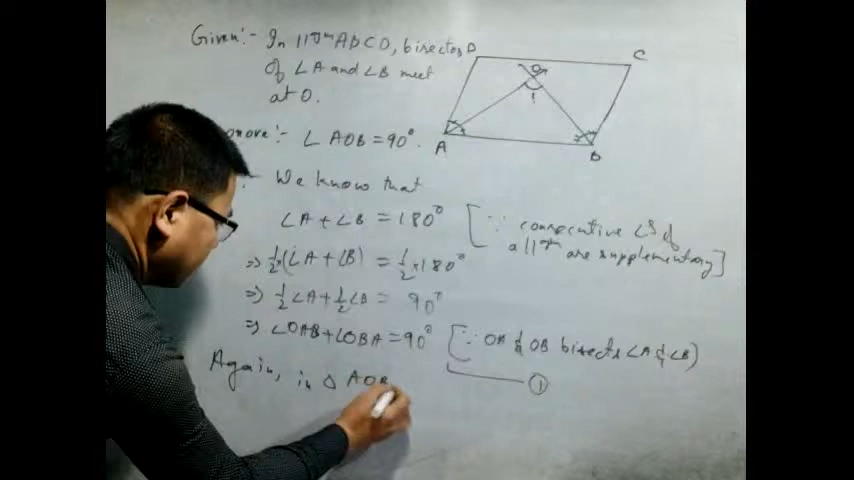 Given:- In ||gm ABCD, bisectors
of ∠A and ∠B meet
at O.
prove:- ∠AOB = 90°.
We know that
∠A + ∠B = 180° [∵ consecutive ∠s of
a ||gm are supplementary]
⇒ 1/2 × (∠A + ∠B) = 1/2 × 180°
⇒ 1/2 ∠A + 1/2 ∠B = 90°
⇒ ∠OAB + ∠OBA = 90° [∵ OA & OB bisects ∠A & ∠B)
①
Again, in △ AOB
D
C
O
1
A
B